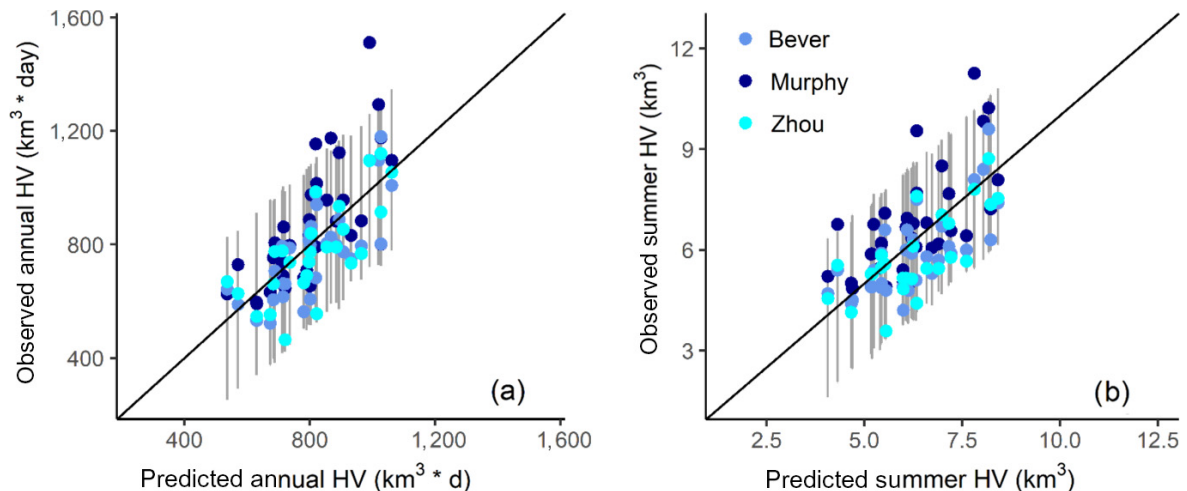 Observed annual HV (km³ * day)
1,600
1,200
800
400
400
800
1,200
1,600
(a)
Predicted annual HV (km³ * d)
Observed summer HV (km³)
12
9
6
3
2.5
5.0
7.5
10.0
12.5
Bever
Murphy
Zhou
(b)
Predicted summer HV (km³)